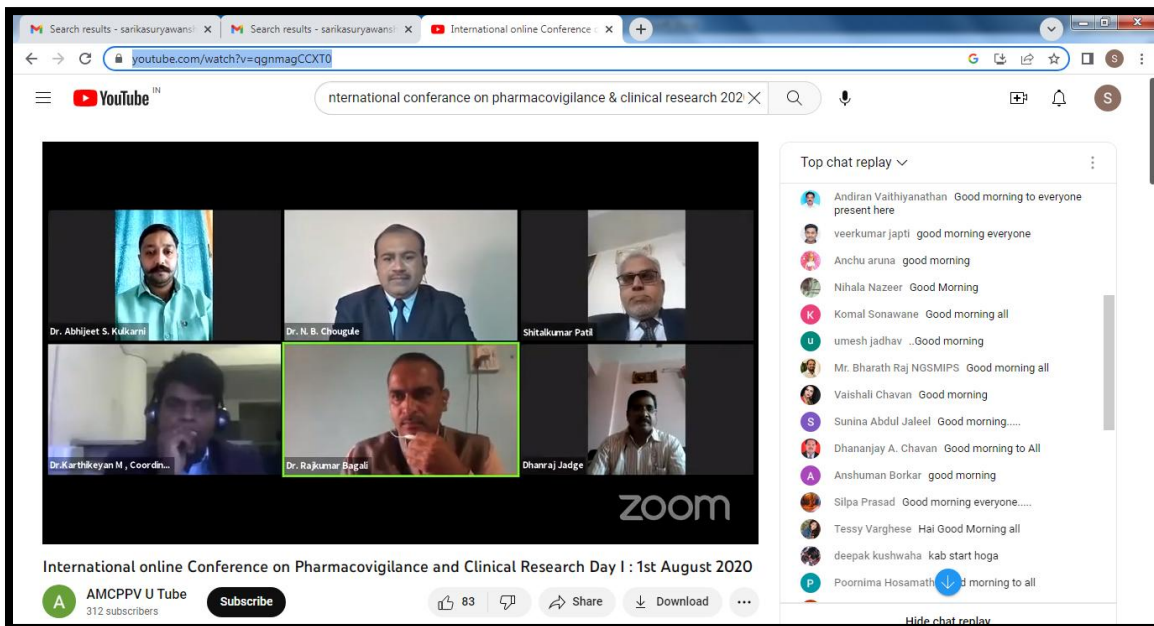 Search results - sarikasuryawansh
Search results - sarikasuryawansh
International online Conference o
youtube.com/watch?v=qgnmagCCXT0
YouTube IN
nternational conferance on pharmacovigilance & clinical research 202
S
Dr. Abhijeet S. Kulkarni
Dr. N. B. Chougule
Shitalkumar Patil
Dr.Karthikeyan M , Coordin...
Dr. Rajkumar Bagali
Dhanraj Jadge
zoom
International online Conference on Pharmacovigilance and Clinical Research Day I : 1st August 2020
A
AMCPPV U Tube
312 subscribers
Subscribe
83
Share
Download
Top chat replay
Andiran Vaithiyanathan Good morning to everyone
present here
veerkumar japti good morning everyone
Anchu aruna good morning
Nihala Nazeer Good Morning
K Komal Sonawane Good morning all
u umesh jadhav ..Good morning
Mr. Bharath Raj NGSMIPS Good morning all
Vaishali Chavan Good morning
S Sunina Abdul Jaleel Good morning.....
Dhananjay A. Chavan Good morning to All
A Anshuman Borkar good morning
Silpa Prasad Good morning everyone.....
Tessy Varghese Hai Good Morning all
deepak kushwaha kab start hoga
P Poornima Hosamath d morning to all
Hide chat replay